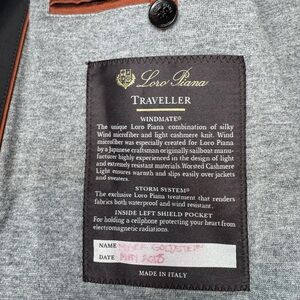 Loro Piana
TRAVELLER
WINDMATE®
The unique Loro Piana combination of silky
Wind microfiber and light cashmere knit. Wind
microfiber was especially created for Loro Piana
by a Japanese craftsman originally sailboat manu-
facturer highly experienced in the design of light
and extremely resistant materials. Worsted Cashmere
Light ensures warmth and slips easily over jackets
and sweaters.
STORM SYSTEM®
The exclusive Loro Piana treatment that renders
fabrics both waterproof and wind resistant.
INSIDE LEFT SHIELD POCKET
For holding a cellphone protecting your heart from
electromagnetic radiations.
NAME GOLDSTEIN
DATE
MADE IN ITALY